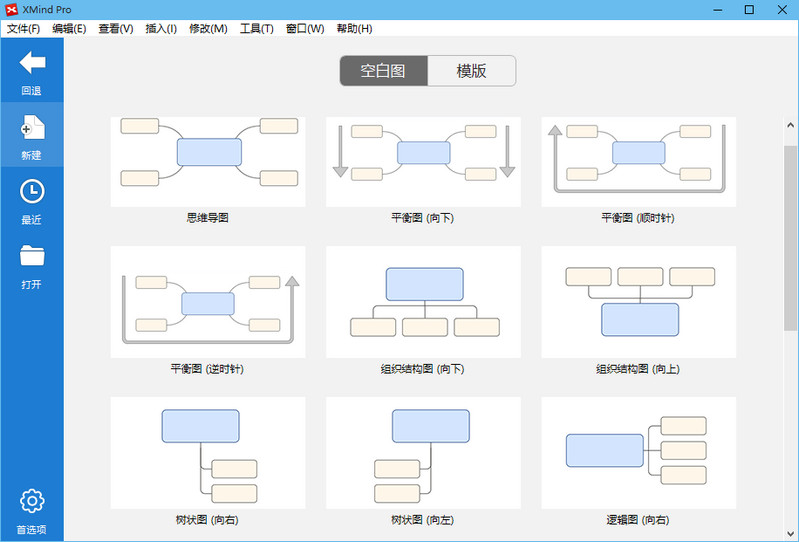 XMind Pro
文件(F) 编辑(E) 查看(V) 插入(I) 修改(M) 工具(T) 窗口(W) 帮助(H)
回退
新建
最近
打开
首选项
空白图 模版
思维导图 平衡图 (向下) 平衡图 (顺时针)
平衡图 (逆时针) 组织结构图 (向下) 组织结构图 (向上)
树状图 (向右) 树状图 (向左) 逻辑图 (向右)